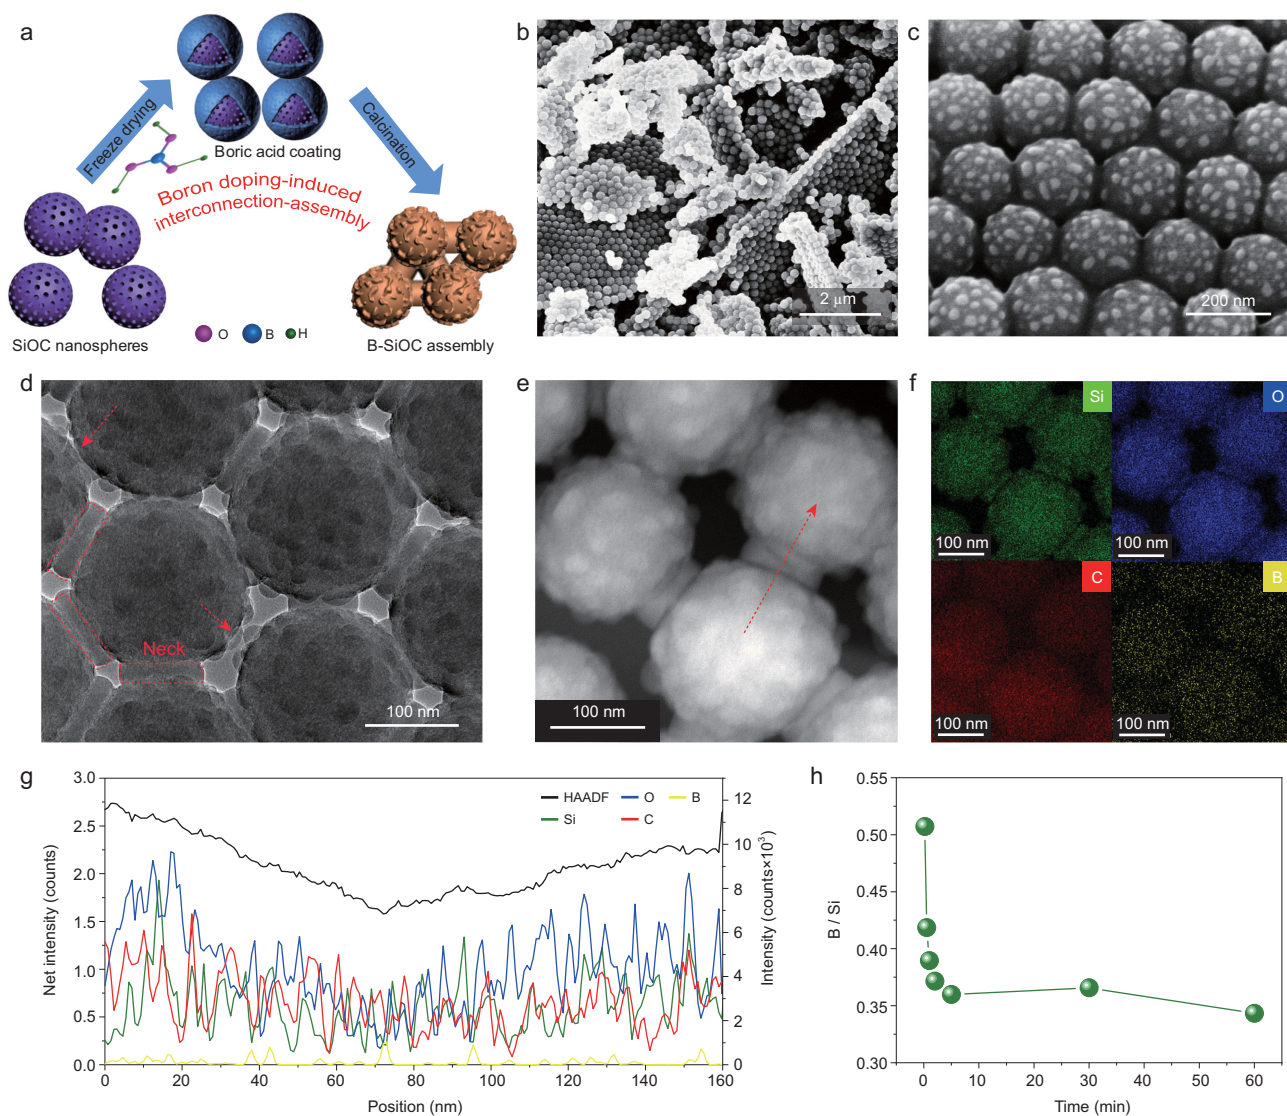 a
Freeze drying
Boric acid coating
Calcination
Boron doping-induced
interconnection-assembly
SiOC nanospheres
O
B
H
B-SiOC assembly
b
2 μm
c
200 nm
d
Neck
100 nm
e
100 nm
f
Si
O
100 nm
100 nm
C
B
100 nm
100 nm
g
3.0
2.5
2.0
1.5
1.0
0.5
0.0
Net intensity (counts)
HAADF
O
B
Si
C
12
10
8
6
4
2
0
Intensity (counts×10³)
0
20
40
60
80
100
120
140
160
Position (nm)
h
0.55
0.50
0.45
0.40
0.35
0.30
B / Si
0
10
20
30
40
50
60
Time (min)